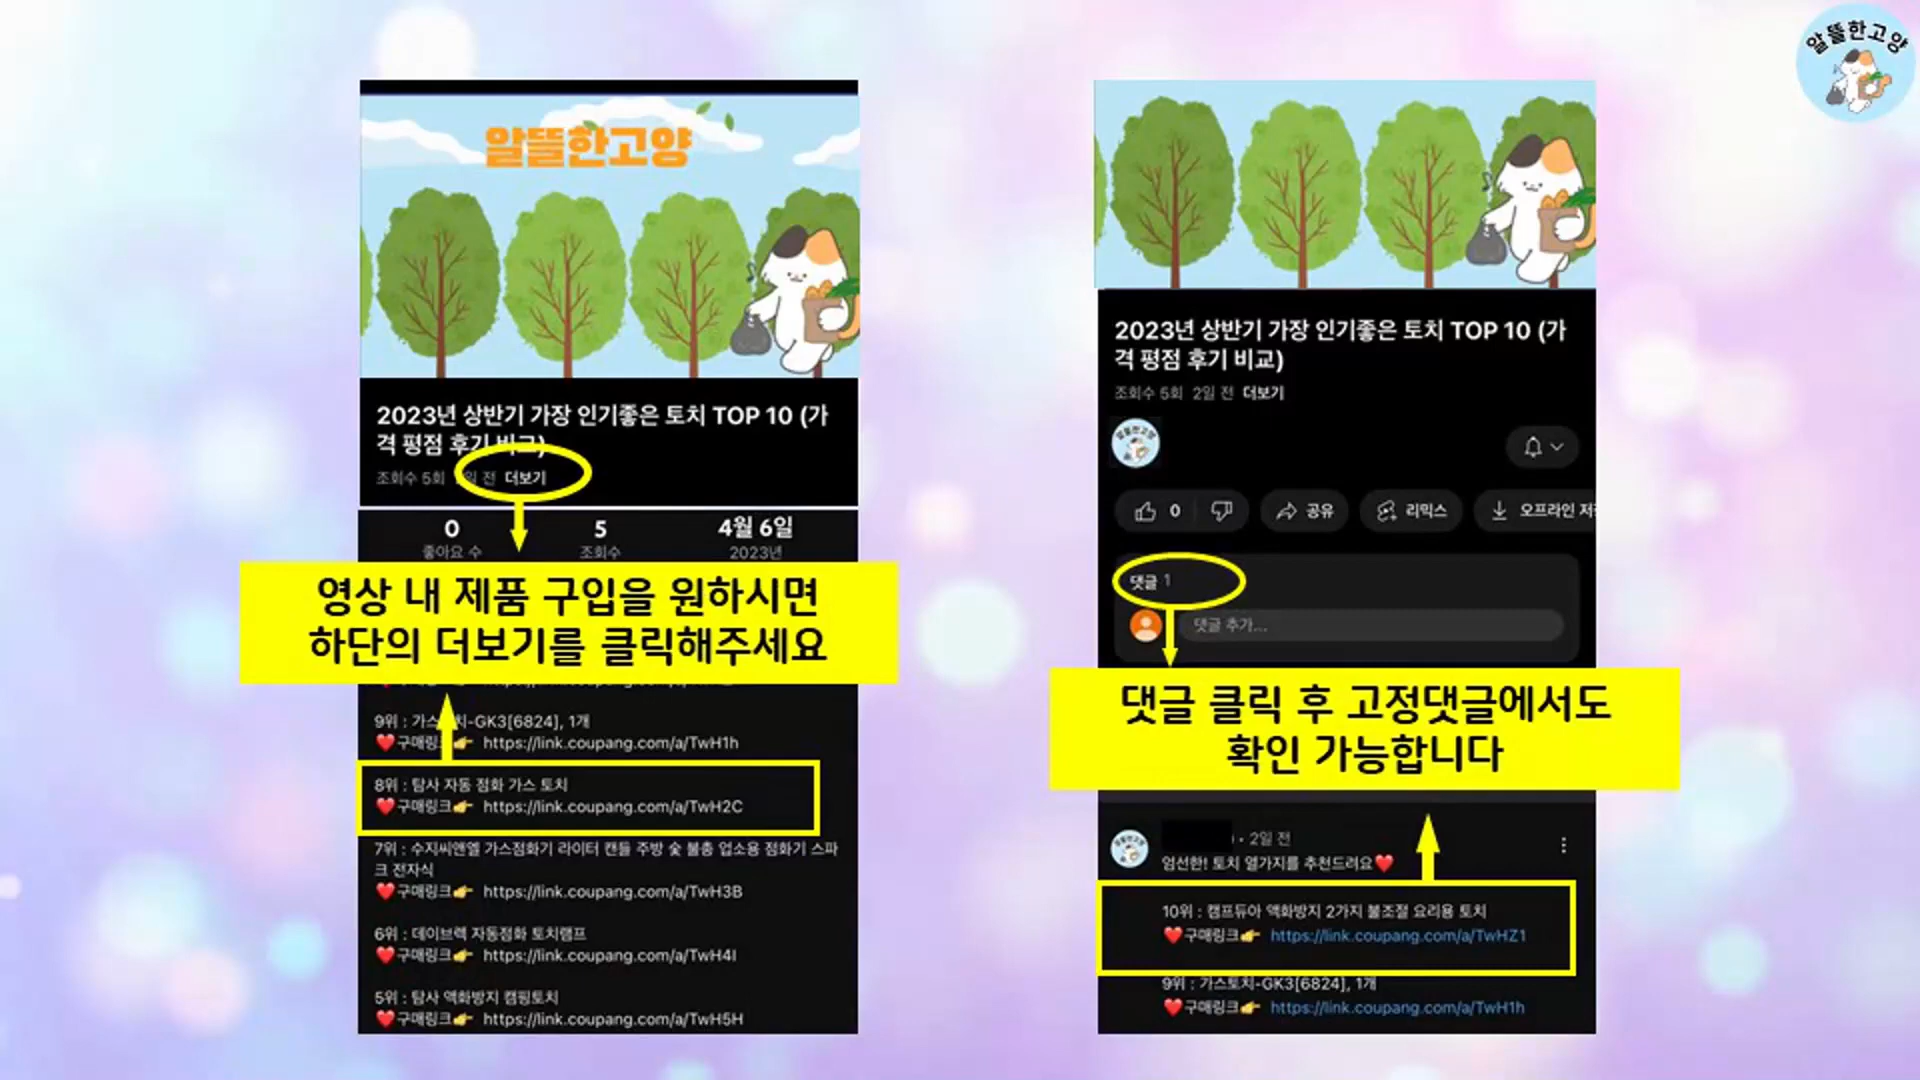 알뜰한고양
알뜰한고양
2023년 상반기 가장 인기좋은 토치 TOP 10 (가
격 평점 후기 비교)
조회수 5회 전 더보기
0 5 4월 6일
좋아요 수 조회수 2023년
영상 내 제품 구입을 원하시면
하단의 더보기를 클릭해주세요
9위 : 가스토치-GK3[6824], 1개
❤️구매링크👉 https://link.coupang.com/a/TwH1h
8위 : 탐사 자동 점화 가스 토치
❤️구매링크👉 https://link.coupang.com/a/TwH2C
7위 : 수지씨앤엘 가스점화기 라이터 캔들 주방 숯 불총 업소용 점화기 스파
크 전자식
❤️구매링크👉 https://link.coupang.com/a/TwH3B
6위 : 데이브렉 자동점화 토치램프
❤️구매링크👉 https://link.coupang.com/a/TwH4I
5위 : 탐사 액화방지 캠핑토치
❤️구매링크👉 https://link.coupang.com/a/TwH5H
2023년 상반기 가장 인기좋은 토치 TOP 10 (가
격 평점 후기 비교)
조회수 5회 2일 전 더보기
알뜰한고양
0 공유 리믹스 오프라인 저
댓글 1
댓글 추가...
댓글 클릭 후 고정댓글에서도
확인 가능합니다
알뜰한고양
• 2일 전
엄선한! 토치 열가지를 추천드려요❤️
10위 : 캠프듀아 액화방지 2가지 불조절 요리용 토치
❤️구매링크👉 https://link.coupang.com/a/TwHZ1
9위 : 가스토치-GK3[6824], 1개
❤️구매링크👉 https://link.coupang.com/a/TwH1h